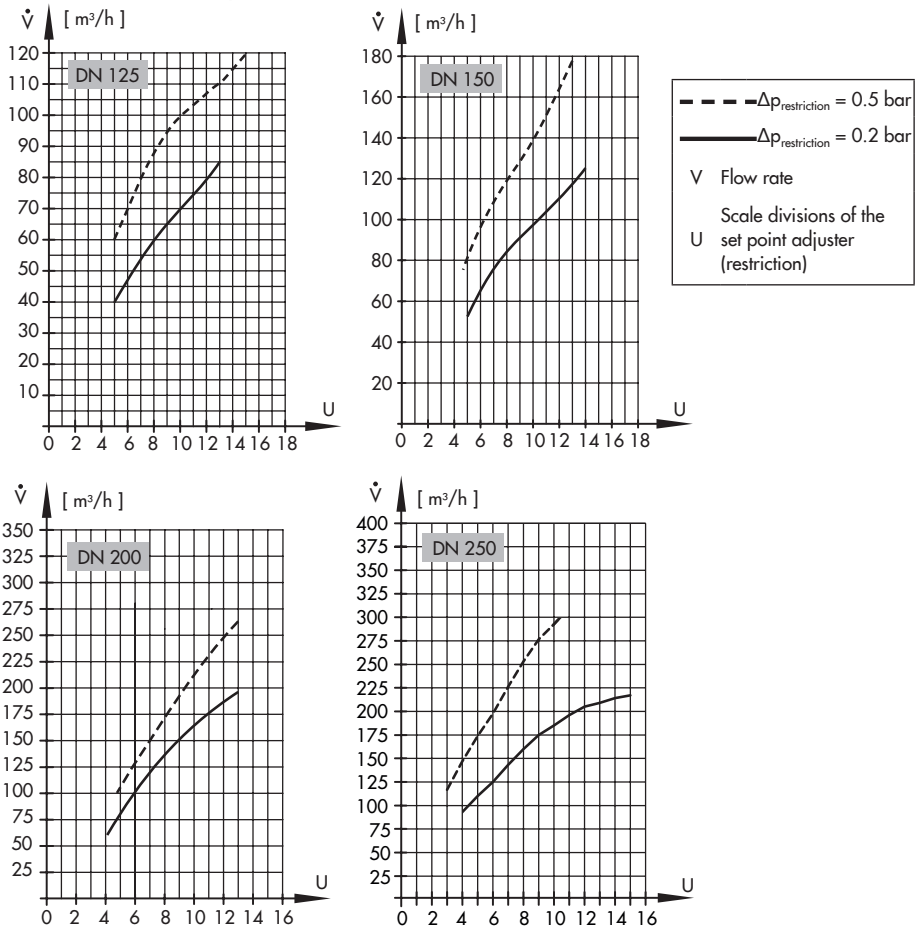 V̇ [ m³/h ]
120
110
100
90
80
70
60
50
40
30
20
10
DN 125
U
0 2 4 6 8 10 12 14 16 18
V̇ [ m³/h ]
180
160
140
120
100
80
60
40
20
DN 150
U
0 2 4 6 8 10 12 14 16 18
Δp restriction = 0.5 bar
Δp restriction = 0.2 bar
V Flow rate
Scale divisions of the
U set point adjuster
(restriction)
V̇ [ m³/h ]
350
325
300
275
250
225
200
175
150
125
100
75
50
25
DN 200
U
0 2 4 6 8 10 12 14 16
V̇ [ m³/h ]
400
375
350
325
300
275
250
225
200
175
150
125
100
75
50
25
DN 250
U
0 2 4 6 8 10 12 14 16